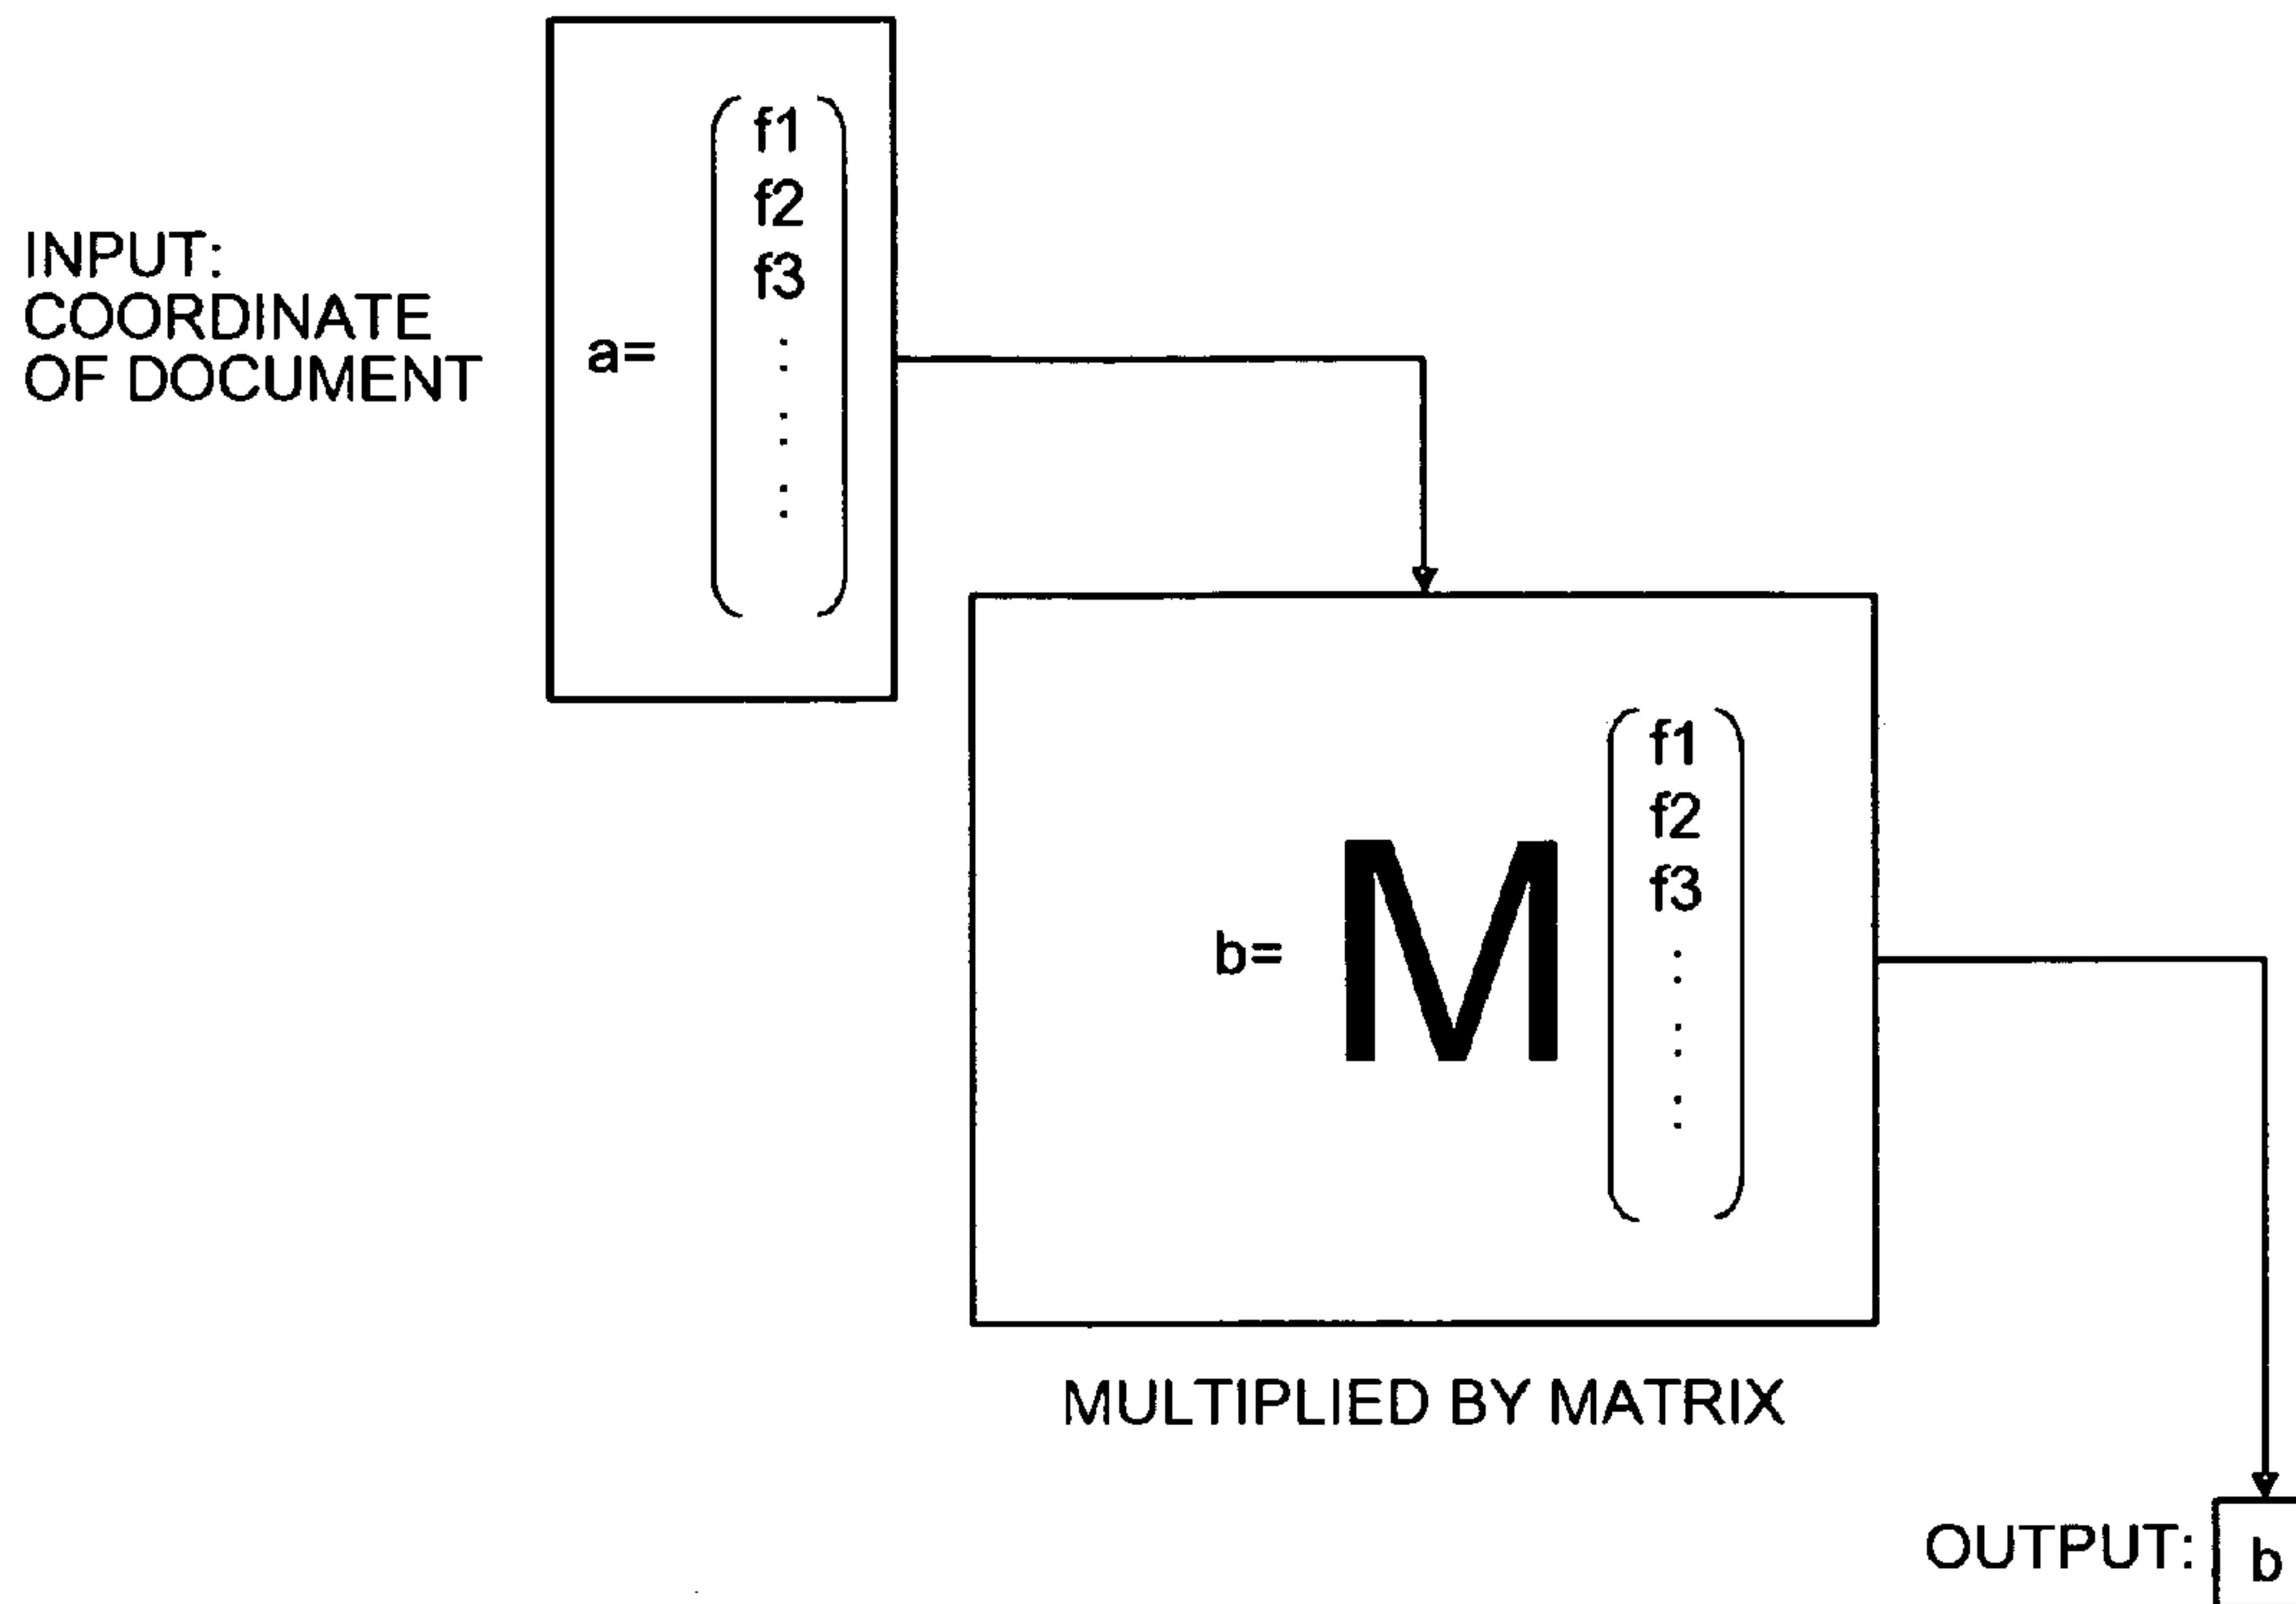 INPUT:
COORDINATE
OF DOCUMENT
a=
f1
f2
f3
:
:
:
b=
M
f1
f2
f3
:
:
:
MULTIPLIED BY MATRIX
OUTPUT:
b